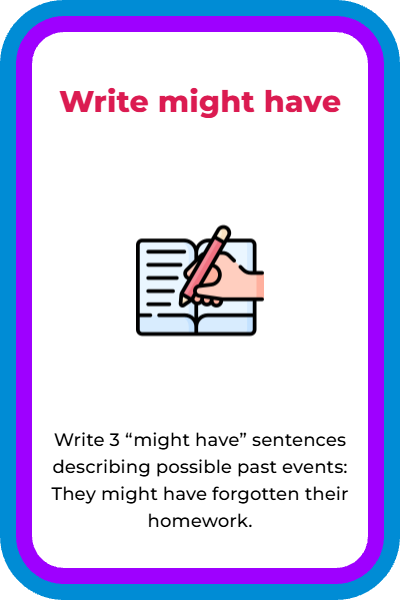 Write might have
Write 3 “might have” sentences
describing possible past events:
They might have forgotten their
homework.